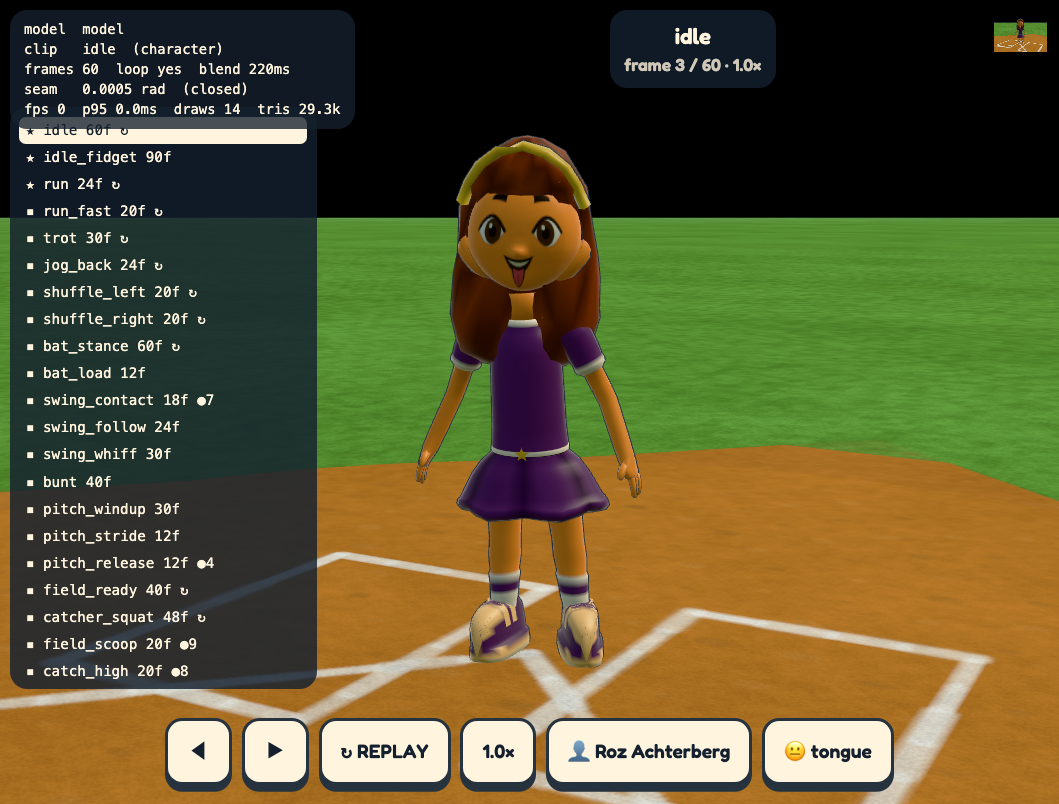 model  model
clip   idle  (character)
frames 60  loop yes  blend 220ms
seam   0.0005 rad  (closed)
fps 0  p95 0.0ms  draws 14  tris 29.3k
★ idle 60f ↻
★ idle_fidget 90f
★ run 24f ↻
▪ run_fast 20f ↻
▪ trot 30f ↻
▪ jog_back 24f ↻
▪ shuffle_left 20f ↻
▪ shuffle_right 20f ↻
▪ bat_stance 60f ↻
▪ bat_load 12f
▪ swing_contact 18f ●7
▪ swing_follow 24f
▪ swing_whiff 30f
▪ bunt 40f
▪ pitch_windup 30f
▪ pitch_stride 12f
▪ pitch_release 12f ●4
▪ field_ready 40f ↻
▪ catcher_squat 48f ↻
▪ field_scoop 20f ●9
▪ catch_high 20f ●8
idle
frame 3 / 60 · 1.0×
◀ ▶ ↻ REPLAY 1.0× 👤 Roz Achterberg 😐 tongue